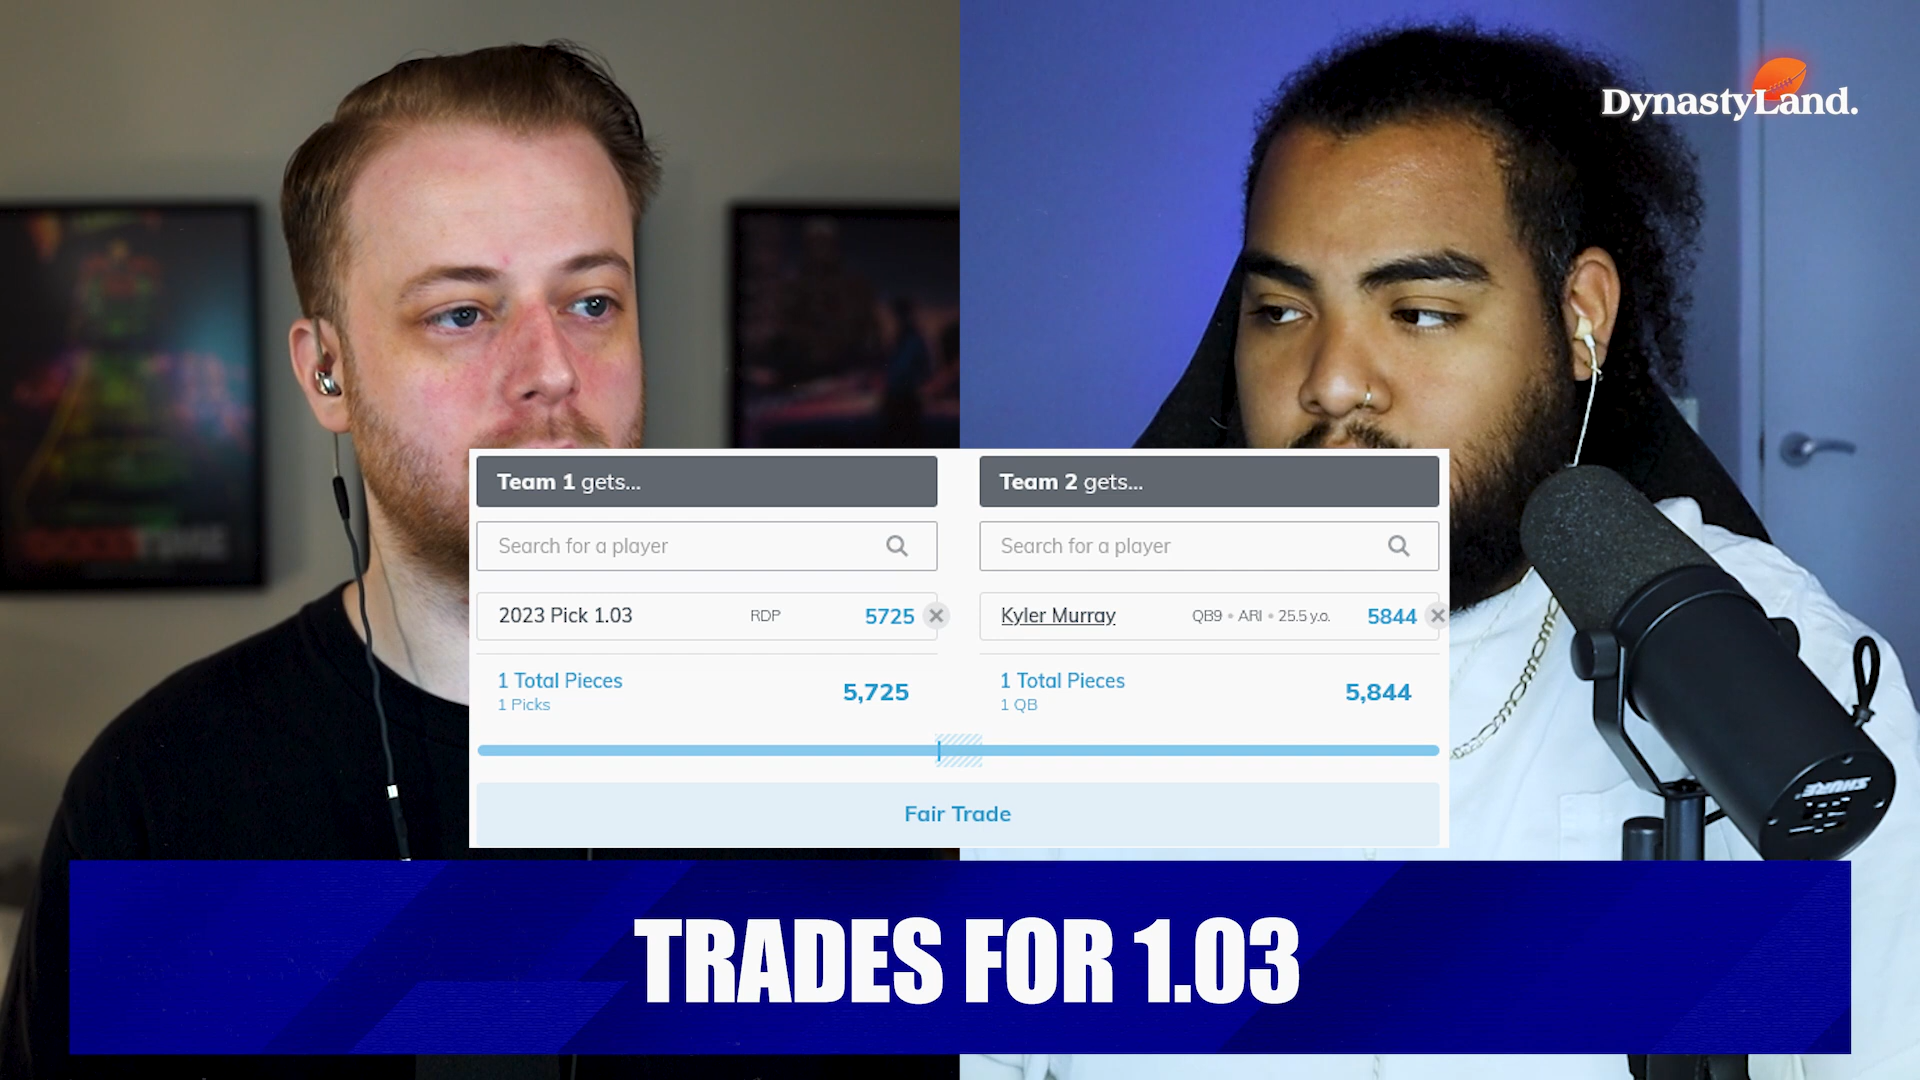 DynastyLand.
Team 1 gets...
Team 2 gets...
Search for a player
Search for a player
2023 Pick 1.03 RDP 5725
Kyler Murray QB9 • ARI • 25.5 y.o. 5844
1 Total Pieces 5,725
1 Picks
1 Total Pieces 5,844
1 QB
Fair Trade
SHURE
TRADES FOR 1.03